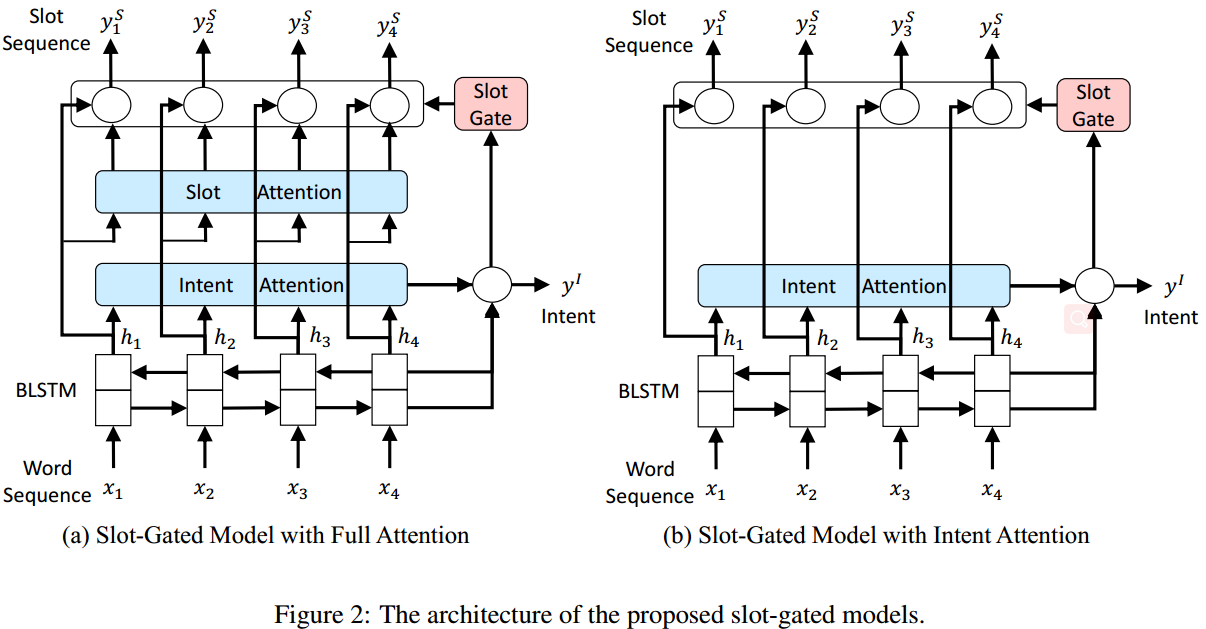 Slot
Sequence
y_1^S y_2^S y_3^S y_4^S
Slot
Gate
Slot Attention
Intent Attention
y^I
Intent
h_1 h_2 h_3 h_4
BLSTM
Word
Sequence
x_1 x_2 x_3 x_4
(a) Slot-Gated Model with Full Attention
Slot
Sequence
y_1^S y_2^S y_3^S y_4^S
Slot
Gate
Intent Attention
y^I
Intent
h_1 h_2 h_3 h_4
BLSTM
Word
Sequence
x_1 x_2 x_3 x_4
(b) Slot-Gated Model with Intent Attention
Figure 2: The architecture of the proposed slot-gated models.